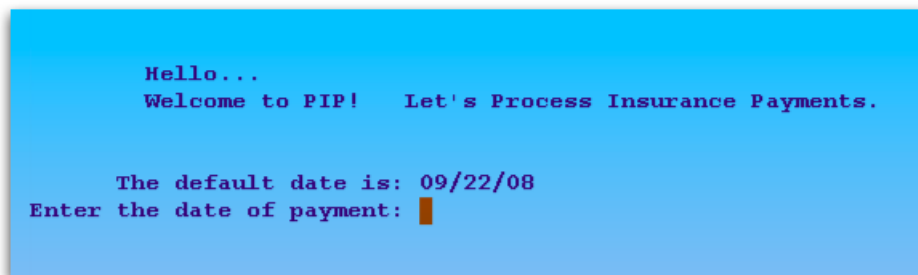 Hello...
Welcome to PIP! Let's Process Insurance Payments.
The default date is: 09/22/08
Enter the date of payment: